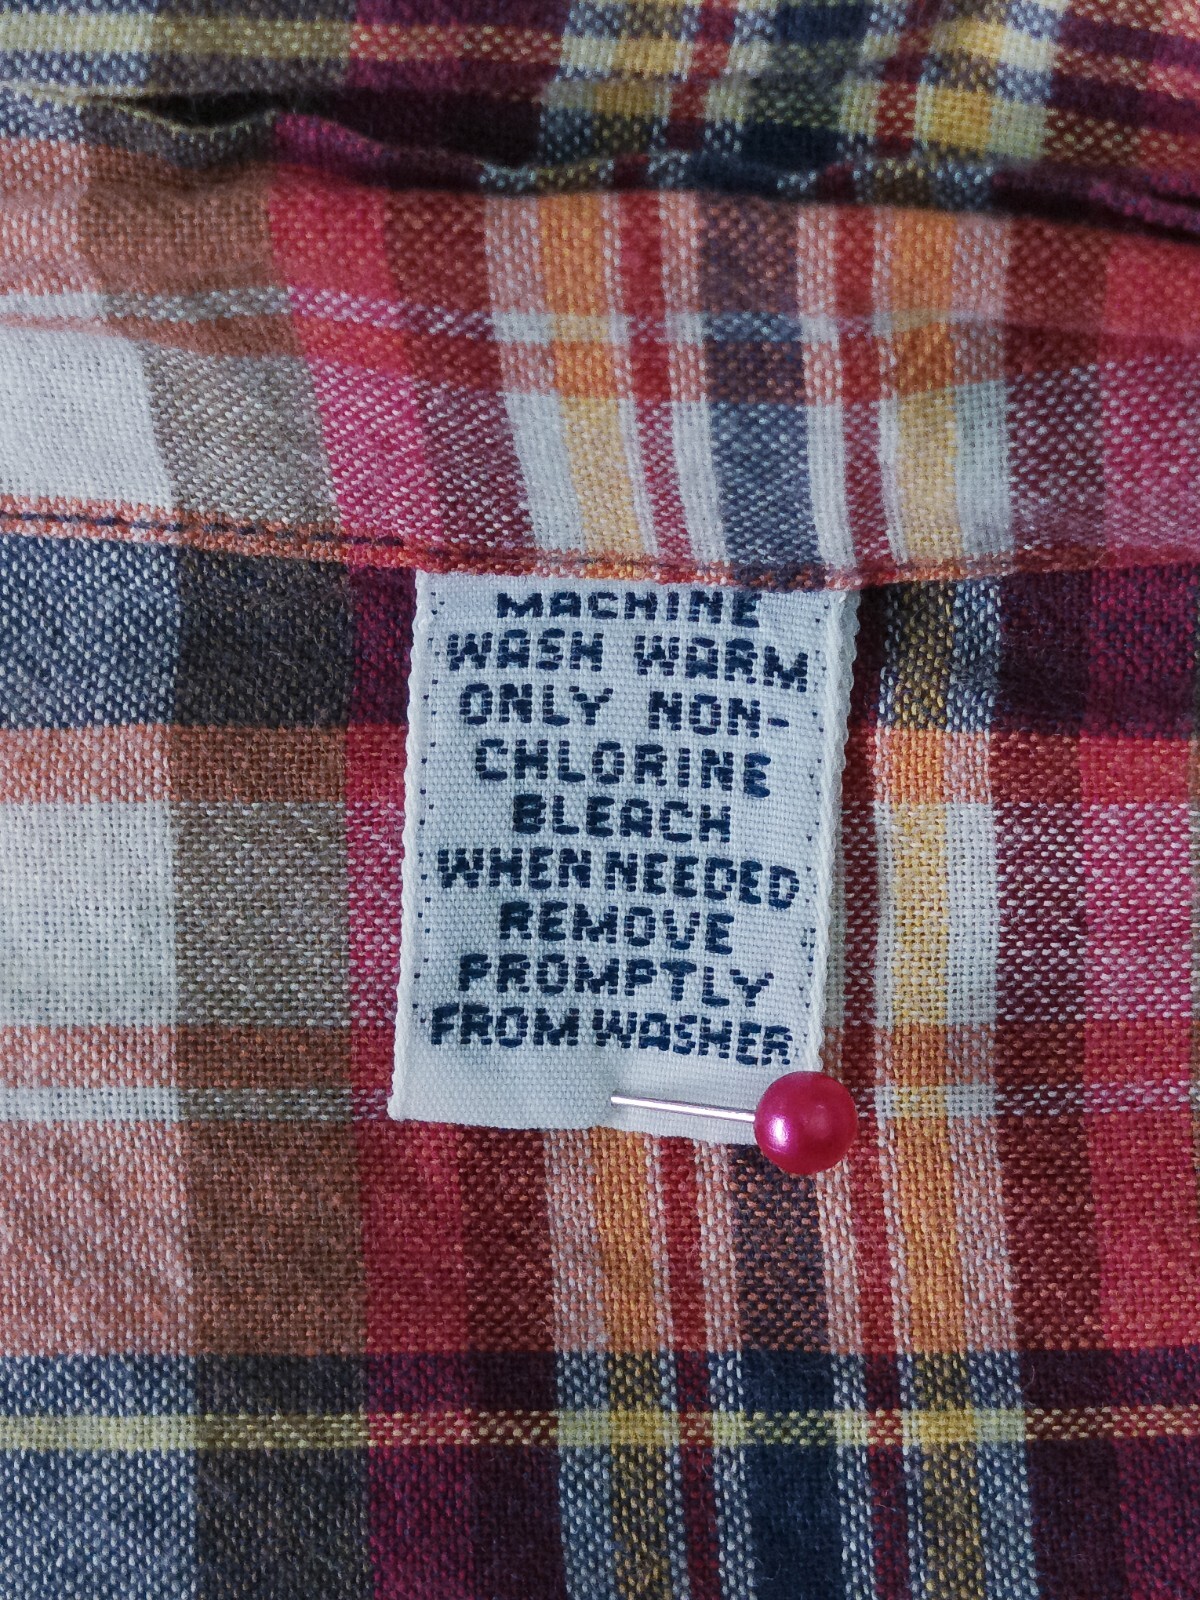 MACHINE
WASH WARM
ONLY NON-
CHLORINE
BLEACH
WHEN NEEDED
REMOVE
PROMPTLY
FROM WASHER